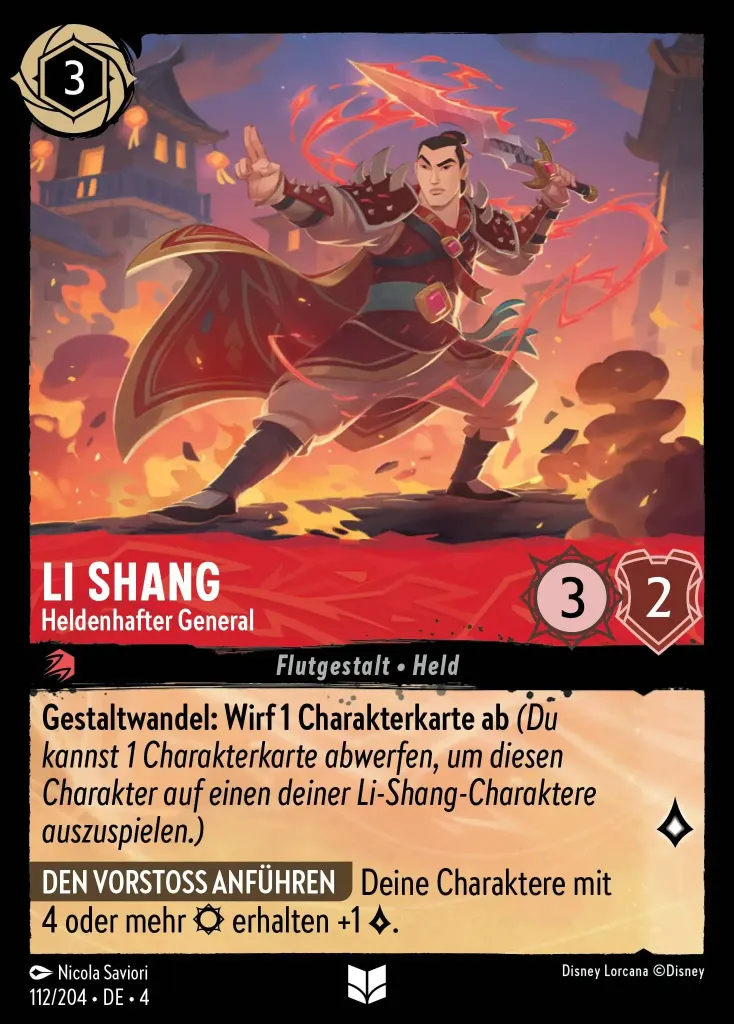 3
LI SHANG
Heldenhafter General
3
2
Flutgestalt • Held
Gestaltwandel: Wirf 1 Charakterkarte ab (Du
kannst 1 Charakterkarte abwerfen, um diesen
Charakter auf einen deiner Li-Shang-Charaktere
auszuspielen.)
DEN VORSTOSS ANFÜHREN Deine Charaktere mit
4 oder mehr erhalten +1 .
Nicola Saviori
Disney Lorcana ©Disney
112/204 • DE • 4